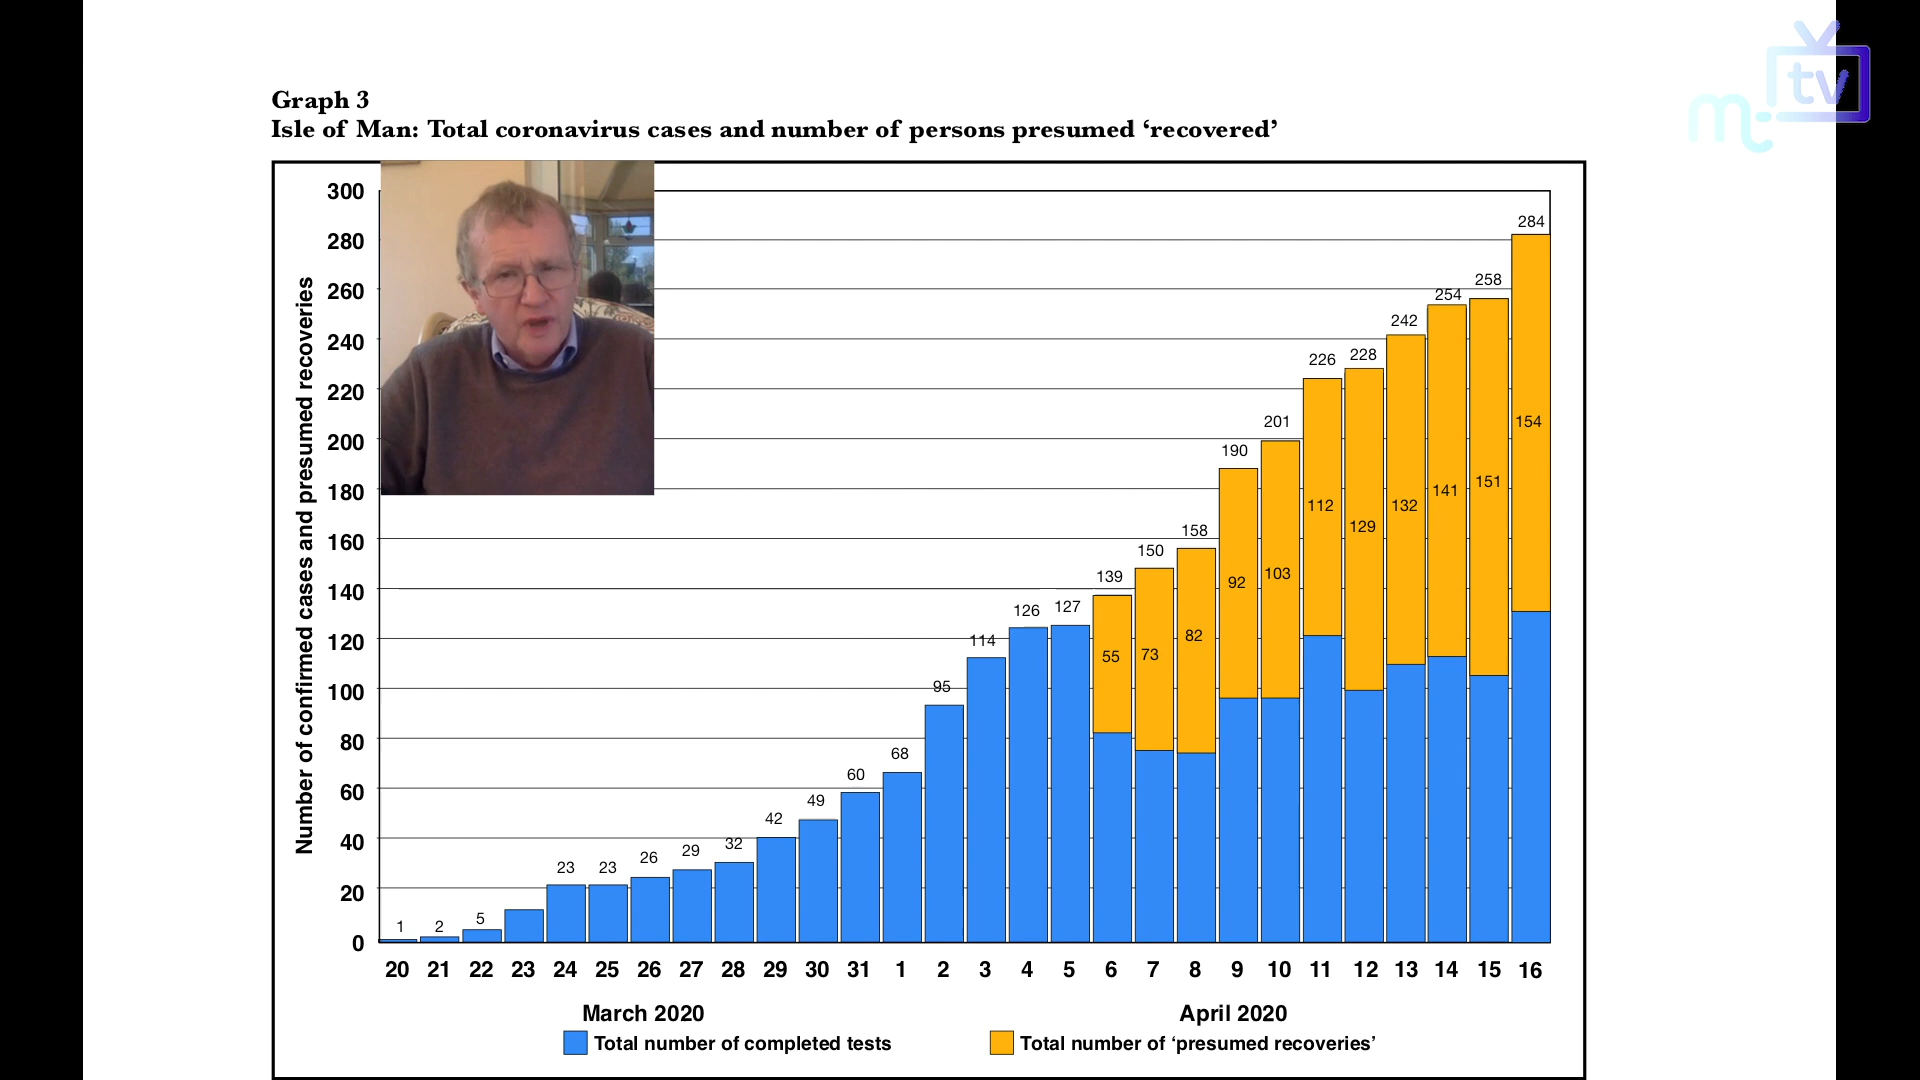 Graph 3
Isle of Man: Total coronavirus cases and number of persons presumed ‘recovered’
m.tv
Number of confirmed cases and presumed recoveries
300
280
260
240
220
200
180
160
140
120
100
80
60
40
20
0
1 2 5 23 23 26 29 32 42 49 60 68 95 114 126 127 139 150 158 190 201 226 228 242 254 258 284
55 73 82 92 103 112 129 132 141 151 154
20 21 22 23 24 25 26 27 28 29 30 31 1 2 3 4 5 6 7 8 9 10 11 12 13 14 15 16
March 2020 April 2020
Total number of completed tests Total number of ‘presumed recoveries’